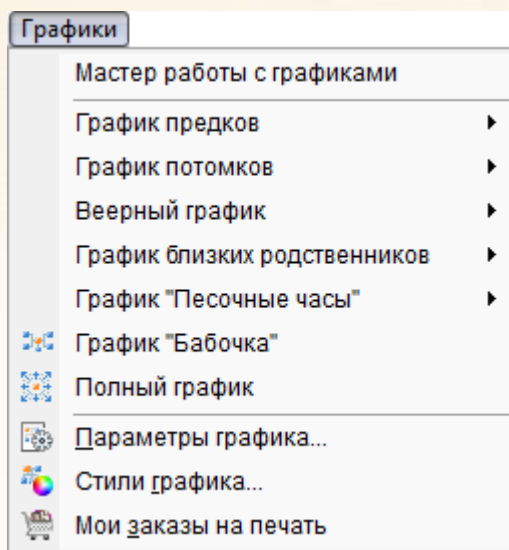 Графики
Мастер работы с графиками
График предков
График потомков
Веерный график
График близких родственников
График "Песочные часы"
График "Бабочка"
Полный график
Параметры графика...
Стили графика...
Мои заказы на печать